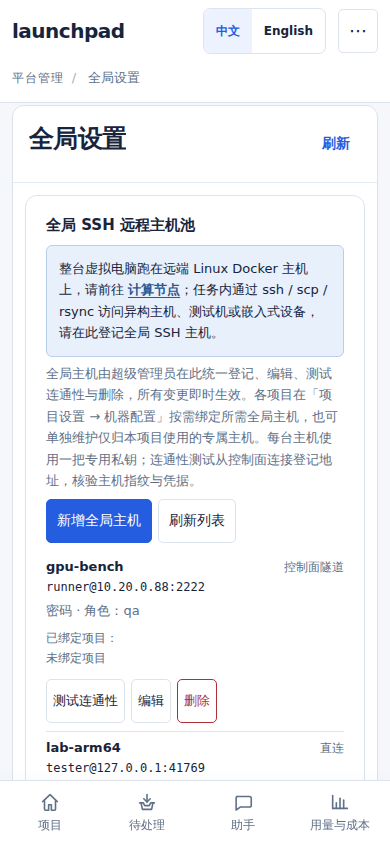 launchpad
中文 English ···
平台管理 / 全局设置
全局设置
刷新
全局 SSH 远程主机池
整台虚拟电脑跑在远端 Linux Docker 主机
上，请前往 计算节点；任务内通过 ssh / scp /
rsync 访问异构主机、测试机或嵌入式设备，
请在此登记全局 SSH 主机。
全局主机由超级管理员在此统一登记、编辑、测试
连通性与删除，所有变更即时生效。各项目在「项
目设置 → 机器配置」按需绑定所需全局主机，也可
单独维护仅归本项目使用的专属主机。每台主机使
用一把专用私钥；连通性测试从控制面连接登记地
址，核验主机指纹与凭据。
新增全局主机 刷新列表
gpu-bench 控制面隧道
runner@10.20.0.88:2222
密码 · 角色：qa
已绑定项目：
未绑定项目
测试连通性 编辑 删除
lab-arm64 直连
tester@127.0.0.1:41769
项目 待处理 助手 用量与成本